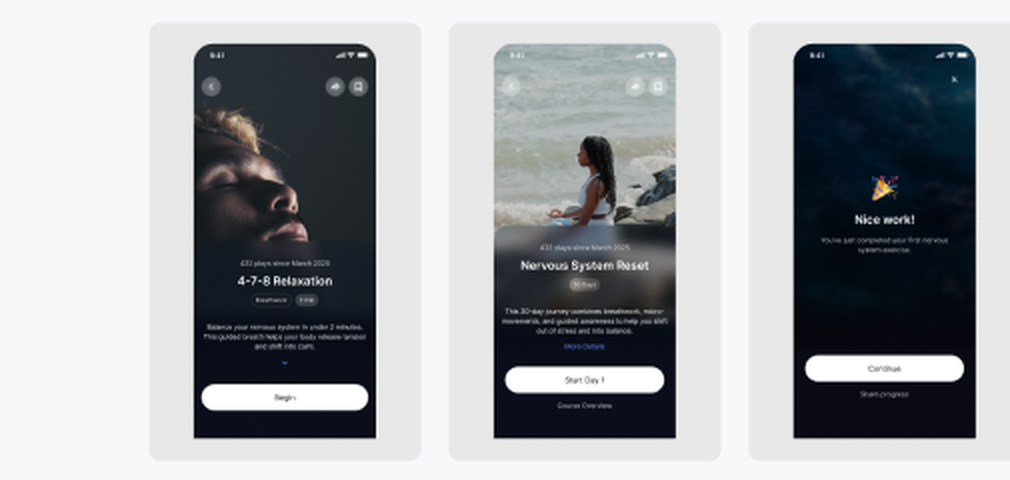 9:41
432 plays since March 2025
4-7-8 Relaxation
Breathwork
2 min
Balance your nervous system in under 2 minutes.
This guided breath helps your body release tension
and shift into calm.
Begin
9:41
432 plays since March 2025
Nervous System Reset
30 Days
This 30-day journey combines breathwork, micro-
movements, and guided awareness to help you shift
out of stress and into balance.
More Details
Start Day 1
Course Overview
9:41
Nice work!
You've just completed your first nervous
system exercise.
Continue
Share progress